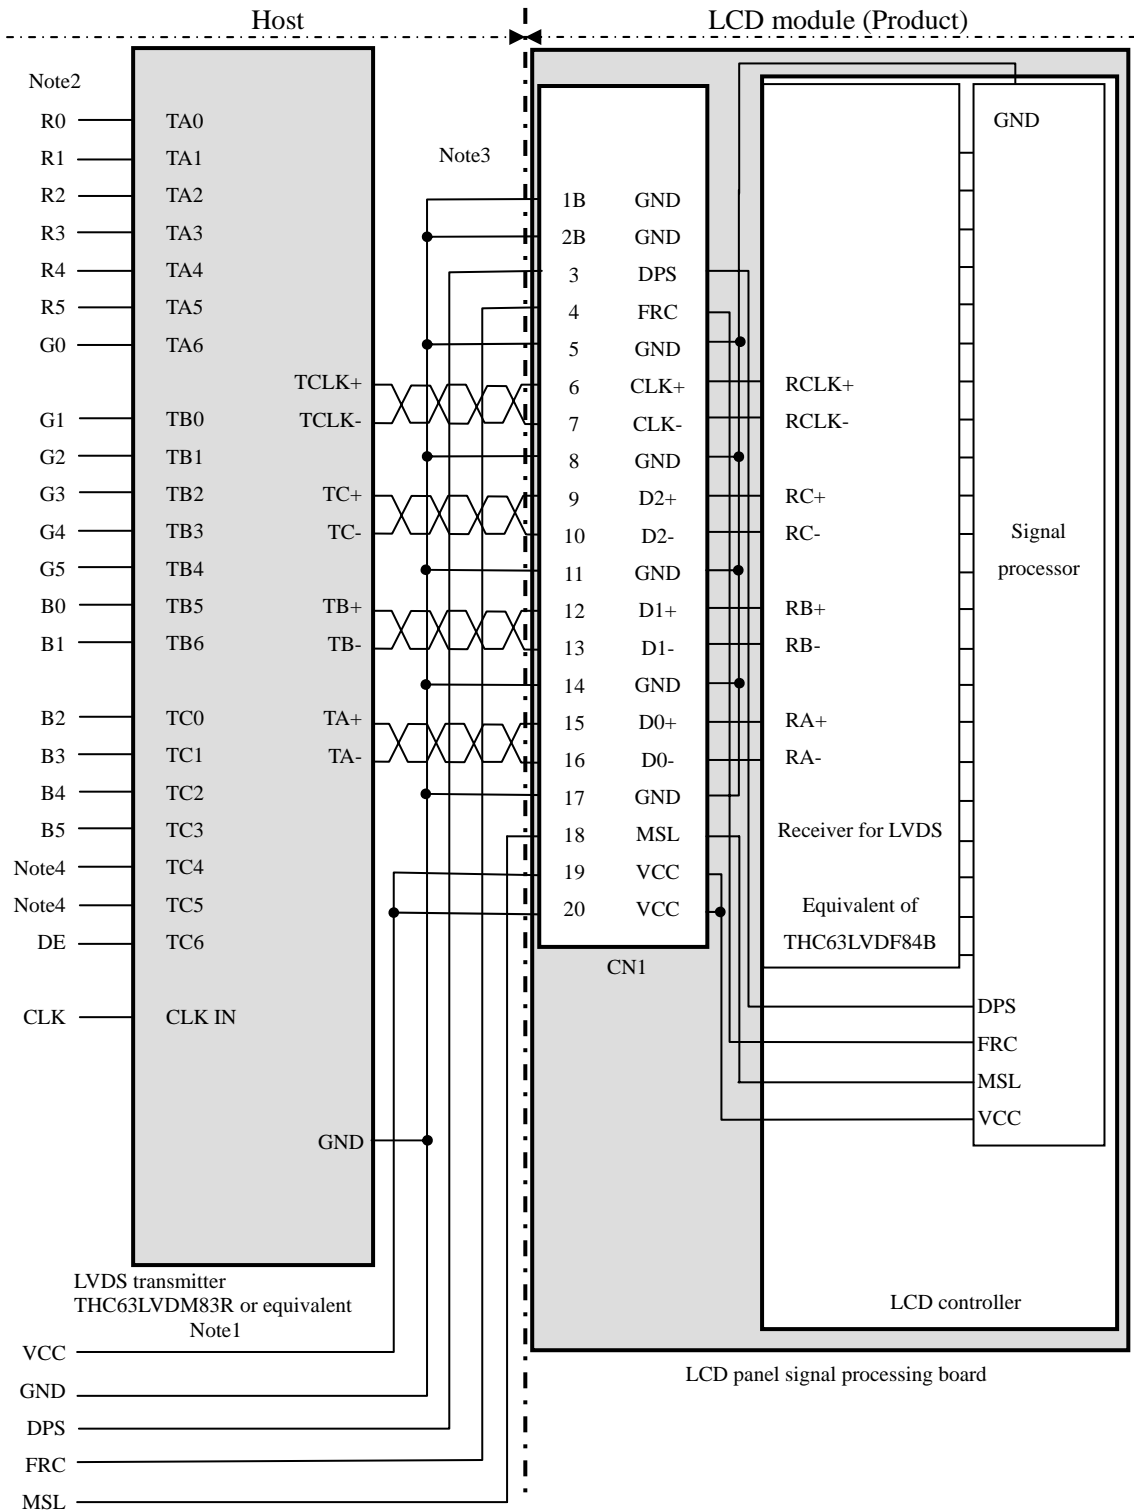 Host LCD module (Product)
Note2
R0 TA0
R1 TA1
R2 TA2
R3 TA3
R4 TA4
R5 TA5
G0 TA6
G1 TB0
G2 TB1
G3 TB2
G4 TB3
G5 TB4
B0 TB5
B1 TB6
B2 TC0
B3 TC1
B4 TC2
B5 TC3
Note4 TC4
Note4 TC5
DE TC6
CLK CLK IN
TCLK+
TCLK-
TC+
TC-
TB+
TB-
TA+
TA-
GND
LVDS transmitter
THC63LVDM83R or equivalent
Note1
VCC
GND
DPS
FRC
MSL
Note3
1B GND
2B GND
3 DPS
4 FRC
5 GND
6 CLK+
7 CLK-
8 GND
9 D2+
10 D2-
11 GND
12 D1+
13 D1-
14 GND
15 D0+
16 D0-
17 GND
18 MSL
19 VCC
20 VCC
CN1
RCLK+
RCLK-
RC+
RC-
RB+
RB-
RA+
RA-
Receiver for LVDS
Equivalent of
THC63LVDF84B
GND
Signal
processor
DPS
FRC
MSL
VCC
LCD controller
LCD panel signal processing board